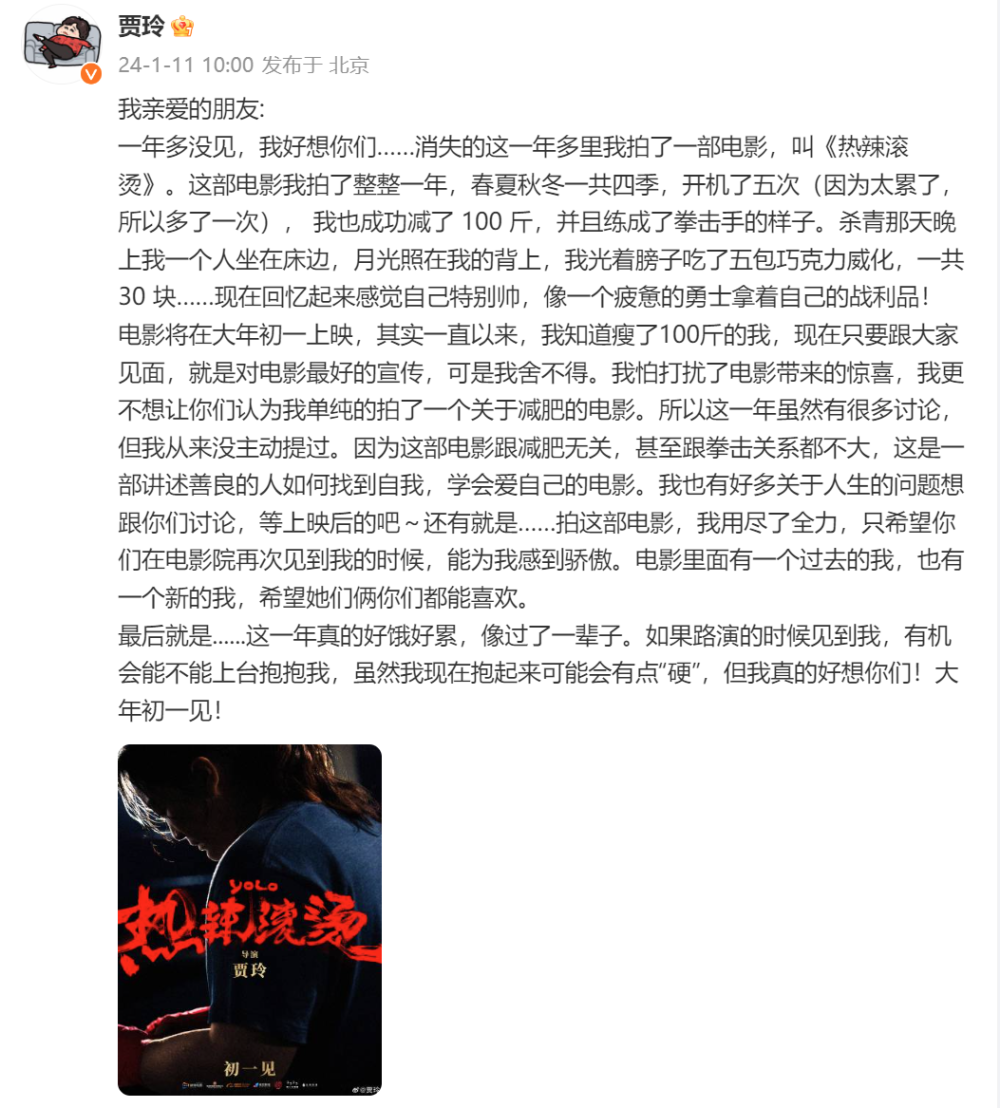 贾玲
24-1-11 10:00 发布于 北京
我亲爱的朋友:
一年多没见，我好想你们......消失的这一年多里我拍了一部电影，叫《热辣滚
烫》。这部电影我拍了整整一年，春夏秋冬一共四季，开机了五次（因为太累了，
所以多了一次）， 我也成功减了 100 斤，并且练成了拳击手的样子。杀青那天晚
上我一个人坐在床边，月光照在我的背上，我光着膀子吃了五包巧克力威化，一共
30 块......现在回忆起来感觉自己特别帅，像一个疲惫的勇士拿着自己的战利品！
电影将在大年初一上映，其实一直以来，我知道瘦了100斤的我，现在只要跟大家
见面，就是对电影最好的宣传，可是我舍不得。我怕打扰了电影带来的惊喜，我更
不想让你们认为我单纯的拍了一个关于减肥的电影。所以这一年虽然有很多讨论，
但我从来没主动提过。因为这部电影跟减肥无关，甚至跟拳击关系都不大，这是一
部讲述善良的人如何找到自我，学会爱自己的电影。我也有好多关于人生的问题想
跟你们讨论，等上映后的吧～还有就是......拍这部电影，我用尽了全力，只希望你
们在电影院再次见到我的时候，能为我感到骄傲。电影里面有一个过去的我，也有
一个新的我，希望她们俩你们都能喜欢。
最后就是......这一年真的好饿好累，像过了一辈子。如果路演的时候见到我，有机
会能不能上台抱抱我，虽然我现在抱起来可能会有点“硬”，但我真的好想你们！大
年初一见！
YOLO
热辣滚烫
导演
贾玲
初一见
@贾玲